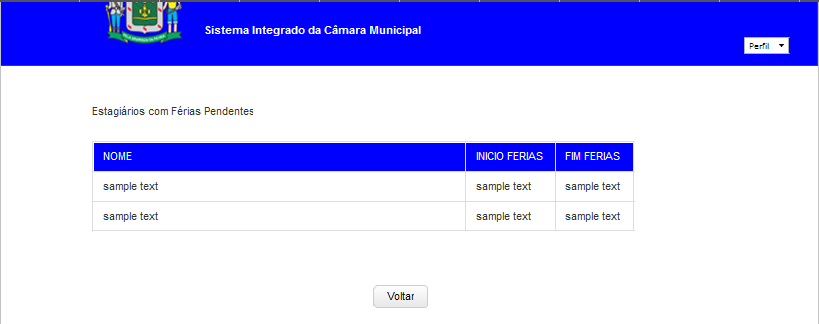 Sistema Integrado da Câmara Municipal
Perfil
Estagiários com Férias Pendentes
NOME INICIO FERIAS FIM FERIAS
sample text sample text sample text
sample text sample text sample text
Voltar